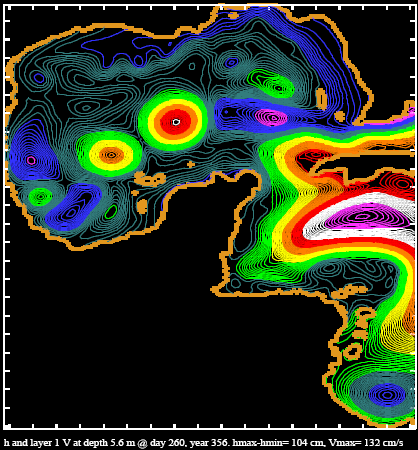 h and layer 1 V at depth 5.6 m @ day 260, year 356. hmax-hmin= 104 cm, Vmax= 132 cm/s